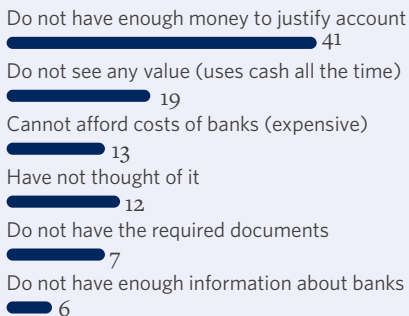 Do not have enough money to justify account
41
Do not see any value (uses cash all the time)
19
Cannot afford costs of banks (expensive)
13
Have not thought of it
12
Do not have the required documents
7
Do not have enough information about banks
6